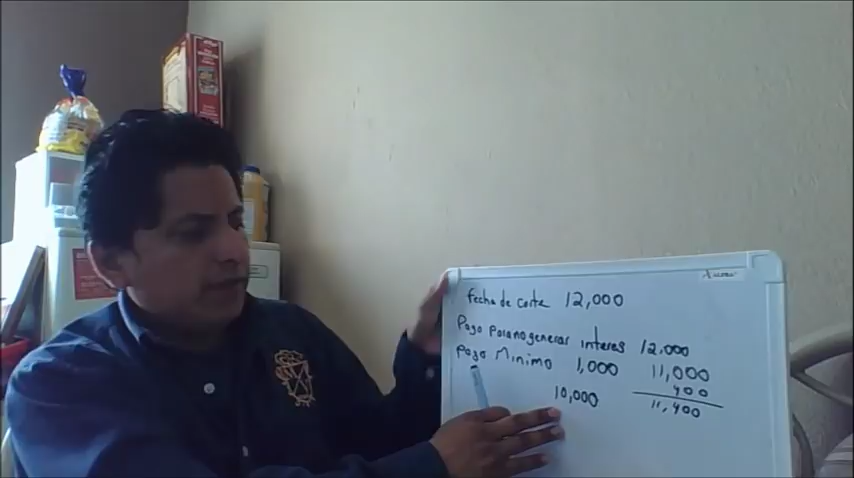 fecha de corte 12,000
Pago para no generar interes 12,000
Pago Minimo 1,000 11,000
400
10,000 11,400